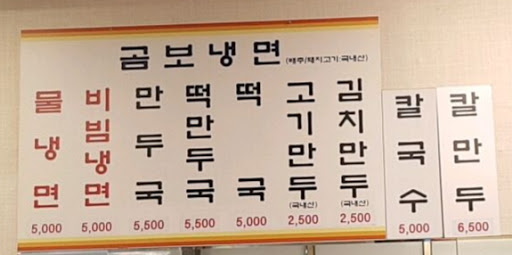 곰보냉면 (배추/돼지고기:국내산)
물냉면 5,000
비빔냉면 5,000
만두국 5,500
떡만두국 5,500
떡국 5,000
고기만두 (국내산) 2,500
김치만두 (국내산) 2,500
칼국수 5,000
칼만두 6,500